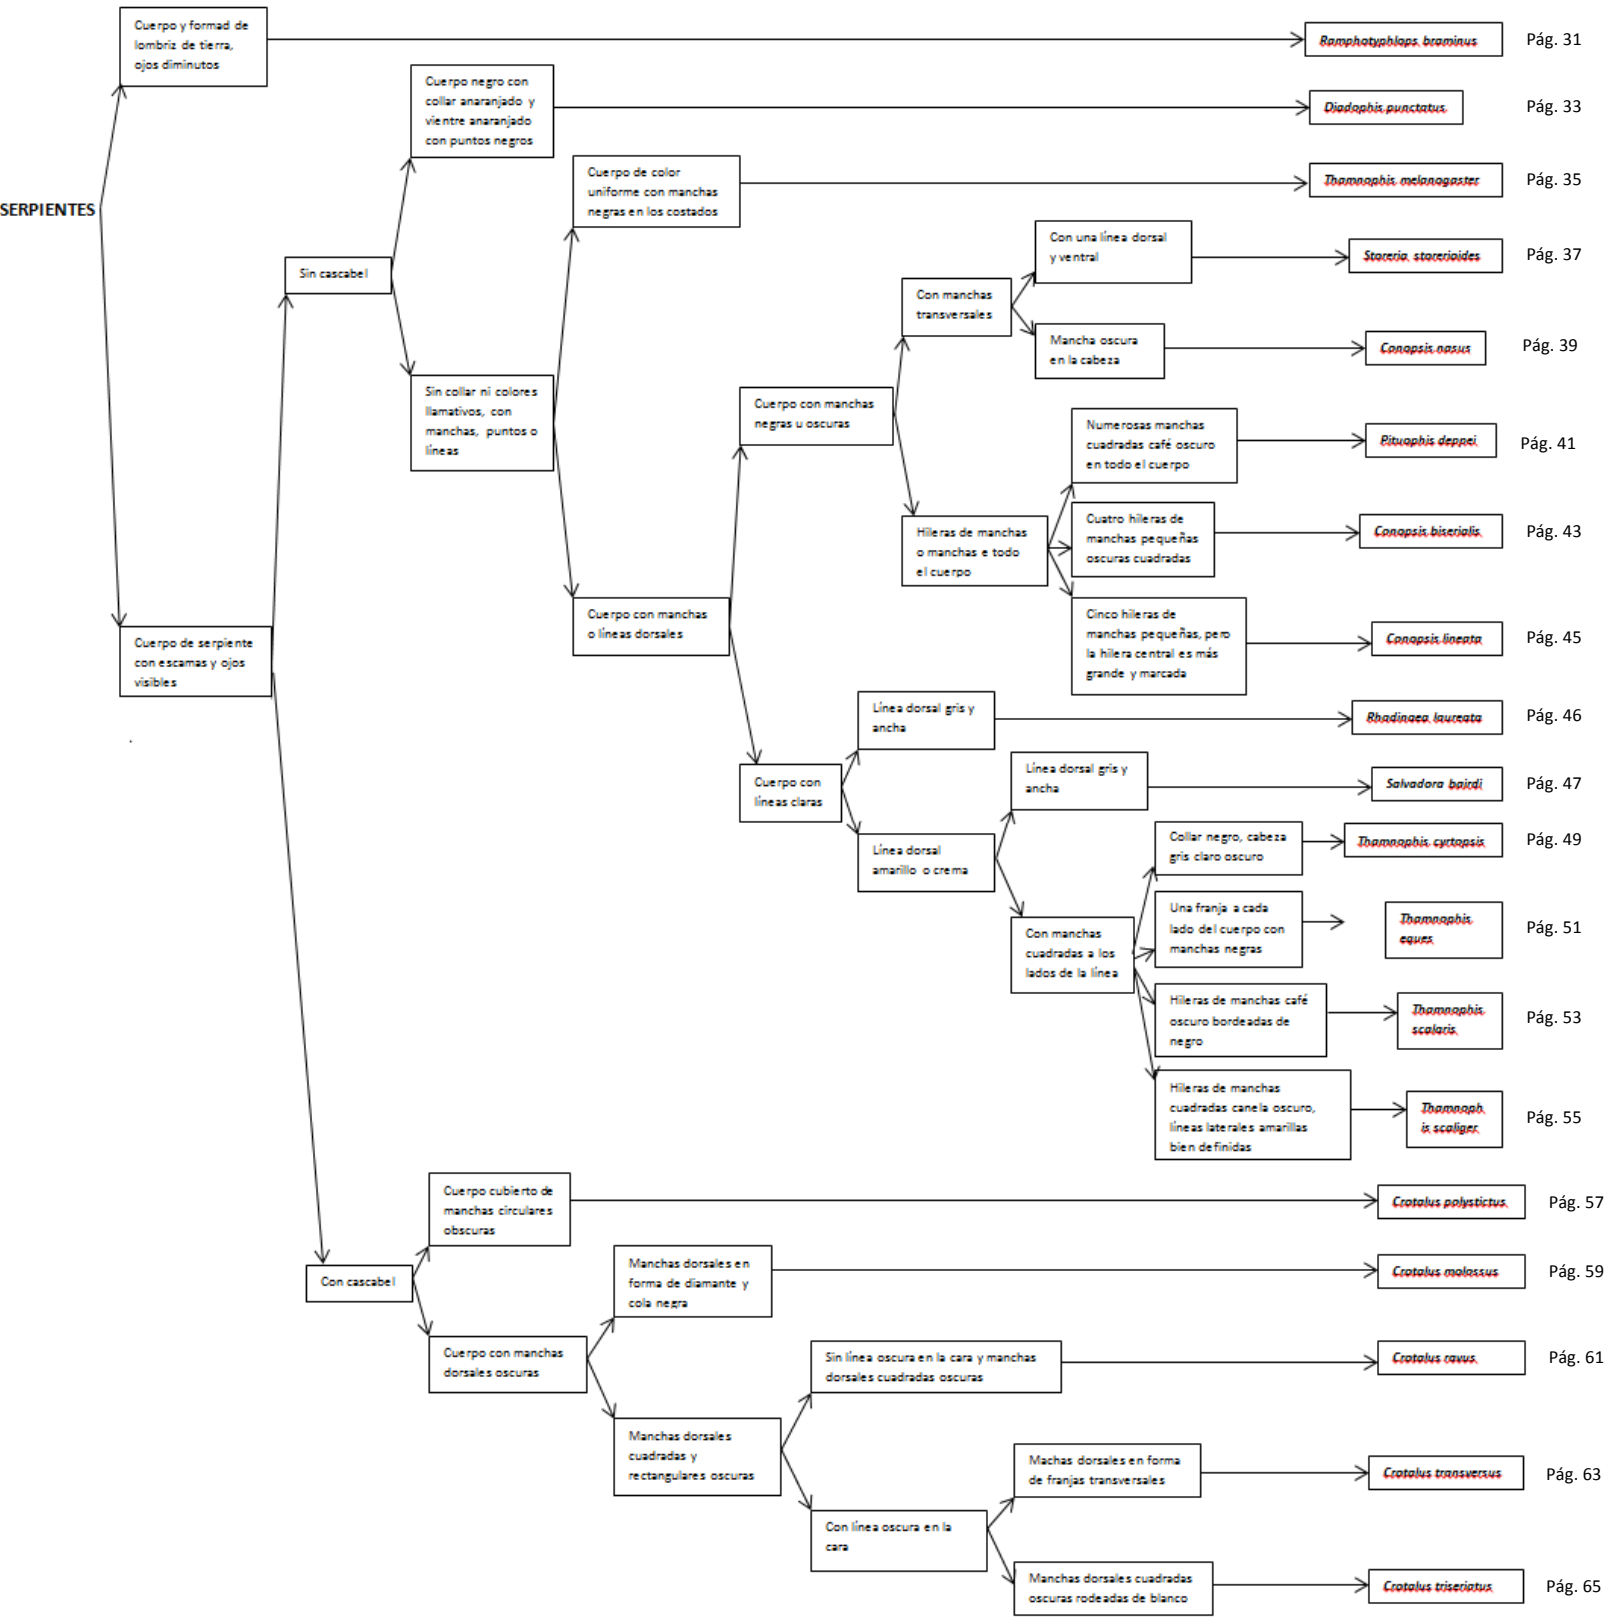 Cuerpo y formad de
lombriz de tierra,
ojos diminutos
Ramphotyphlops braminus
Pág. 31
Cuerpo negro con
collar anaranjado y
vientre anaranjado
con puntos negros
Diadophis punctatus
Pág. 33
Cuerpo de color
uniforme con manchas
negras en los costados
Thamnophis melanogaster
Pág. 35
SERPIENTES
Con una línea dorsal
y ventral
Storeria storerioides
Pág. 37
Sin cascabel
Con manchas
transversales
Mancha oscura
en la cabeza
Conopsis nasus
Pág. 39
Sin collar ni colores
llamativos, con
manchas, puntos o
líneas
Cuerpo con manchas
negras u oscuras
Numerosas manchas
cuadradas café oscuro
en todo el cuerpo
Pituophis deppei
Pág. 41
Hileras de manchas
o manchas e todo
el cuerpo
Cuatro hileras de
manchas pequeñas
oscuras cuadradas
Conopsis biserialis
Pág. 43
Cuerpo con manchas
o líneas dorsales
Cinco hileras de
manchas pequeñas, pero
la hilera central es más
grande y marcada
Conopsis lineata
Pág. 45
Cuerpo de serpiente
con escamas y ojos
visibles
Línea dorsal gris y
ancha
Rhadinaea laureata
Pág. 46
Cuerpo con
líneas claras
Línea dorsal gris y
ancha
Salvadora bairdi
Pág. 47
Línea dorsal
amarillo o crema
Collar negro, cabeza
gris claro oscuro
Thamnophis cyrtopsis
Pág. 49
Con manchas
cuadradas a los
lados de la línea
Una franja a cada
lado del cuerpo con
manchas negras
Thamnophis
eques
Pág. 51
Hileras de manchas café
oscuro bordeadas de
negro
Thamnophis
scalaris
Pág. 53
Hileras de manchas
cuadradas canela oscuro,
líneas laterales amarillas
bien definidas
Thamnoph
is scaliger
Pág. 55
Cuerpo cubierto de
manchas circulares
obscuras
Crotalus polystictus
Pág. 57
Con cascabel
Manchas dorsales en
forma de diamante y
cola negra
Crotalus molossus
Pág. 59
Cuerpo con manchas
dorsales oscuras
Sin línea oscura en la cara y manchas
dorsales cuadradas oscuras
Crotalus ravus
Pág. 61
Manchas dorsales
cuadradas y
rectangulares oscuras
Machas dorsales en forma
de franjas transversales
Crotalus transversus
Pág. 63
Con línea oscura en la
cara
Manchas dorsales cuadradas
oscuras rodeadas de blanco
Crotalus triseriatus
Pág. 65